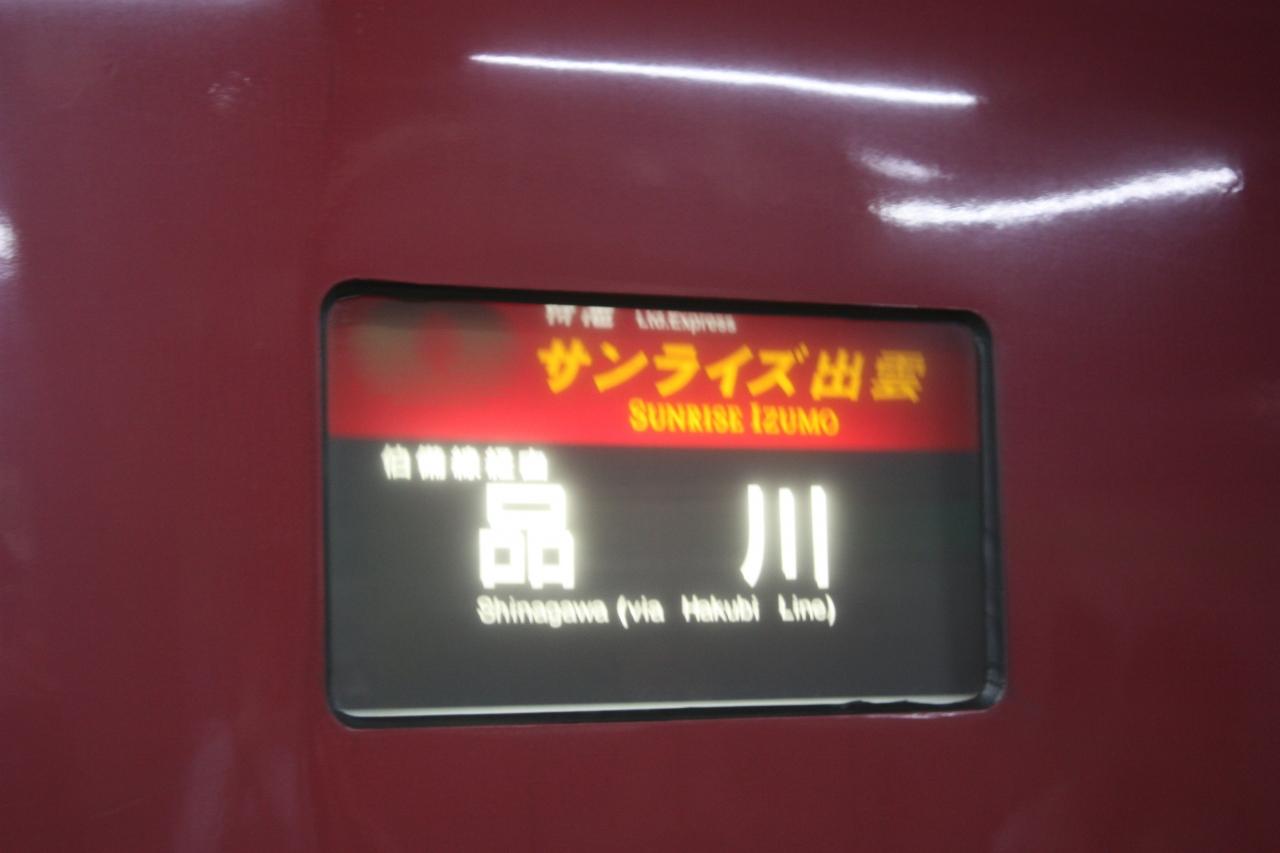 特急 Ltd.Express
サンライズ出雲
SUNRISE IZUMO
伯備線経由
品川
Shinagawa (via Hakubi Line)